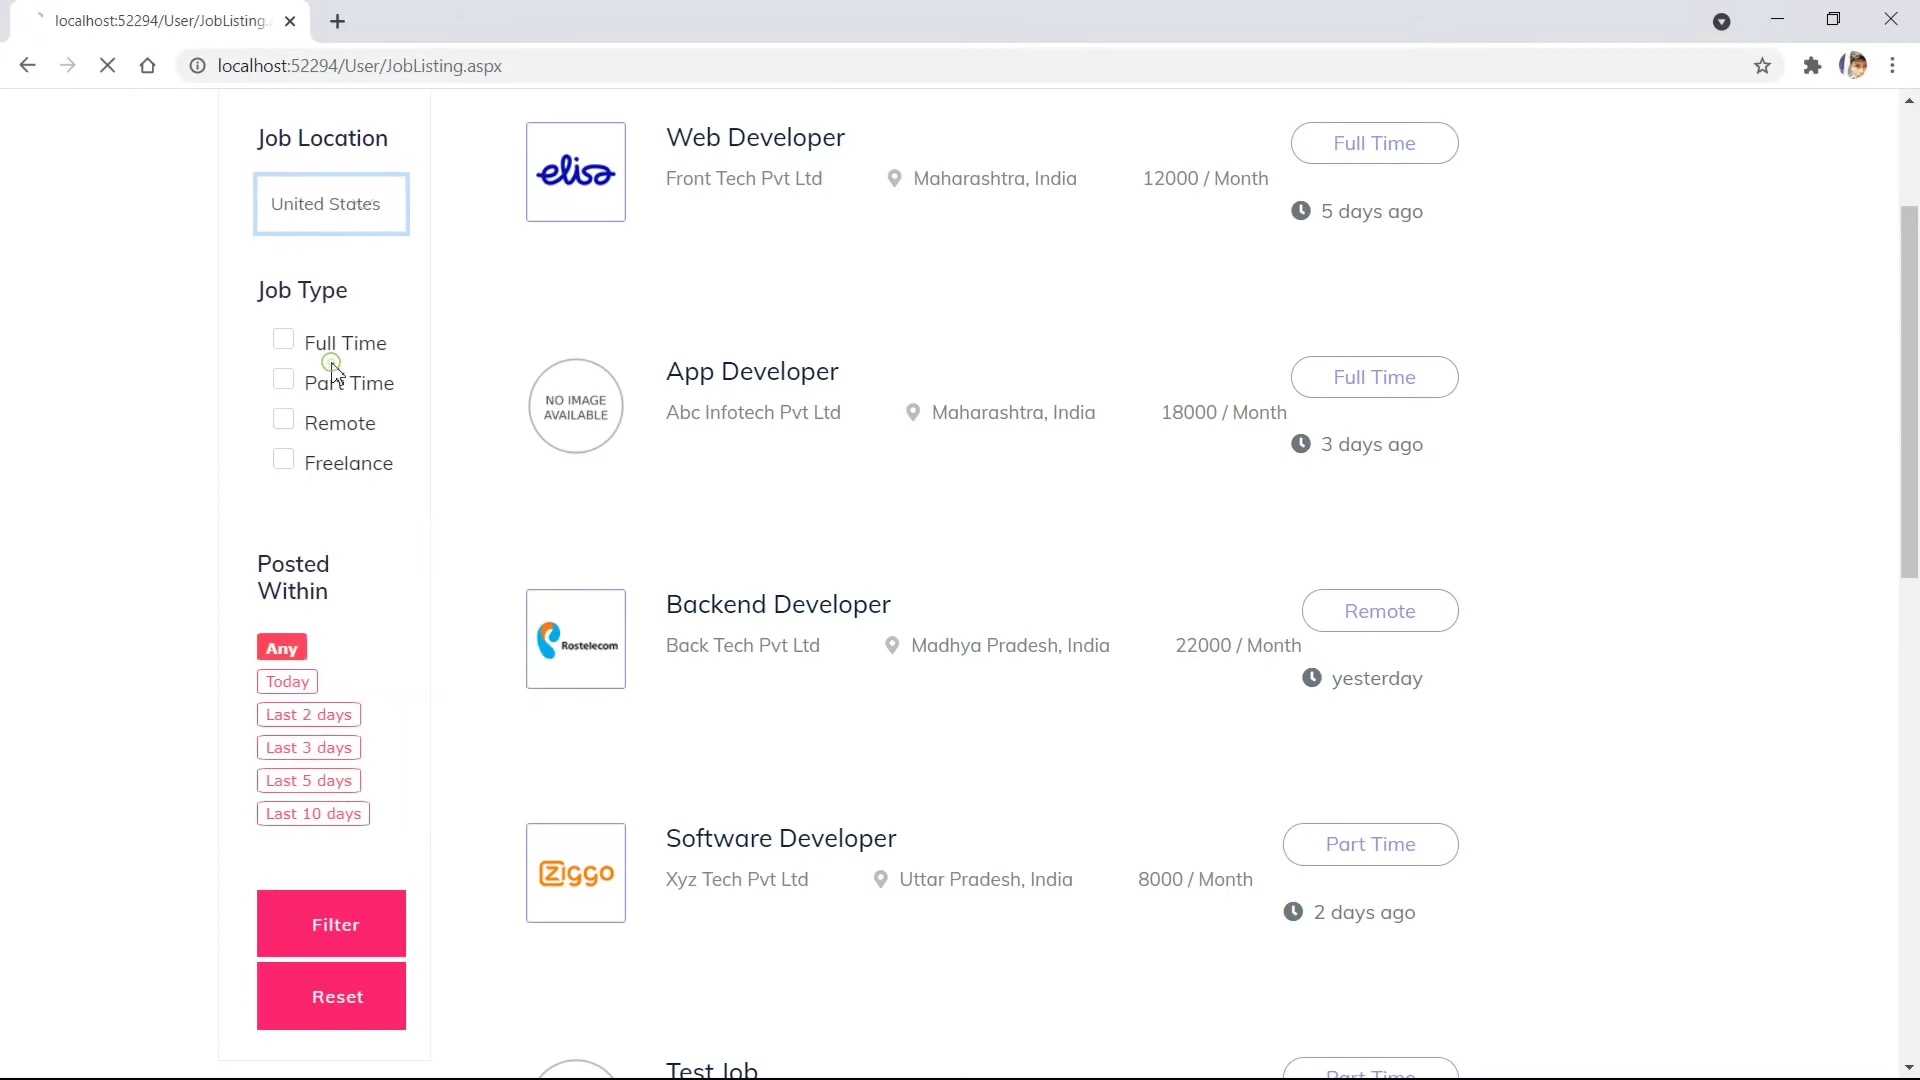 localhost:52294/User/JobListing.
localhost:52294/User/JobListing.aspx
Job Location
United States
Job Type
Full Time
Part Time
Remote
Freelance
Posted
Within
Any
Today
Last 2 days
Last 3 days
Last 5 days
Last 10 days
Filter
Reset
elisa
Web Developer
Front Tech Pvt Ltd
Maharashtra, India
12000 / Month
Full Time
5 days ago
NO IMAGE
AVAILABLE
App Developer
Abc Infotech Pvt Ltd
Maharashtra, India
18000 / Month
Full Time
3 days ago
Rostelecom
Backend Developer
Back Tech Pvt Ltd
Madhya Pradesh, India
22000 / Month
Remote
yesterday
ziggo
Software Developer
Xyz Tech Pvt Ltd
Uttar Pradesh, India
8000 / Month
Part Time
2 days ago
Test Job
Part Time